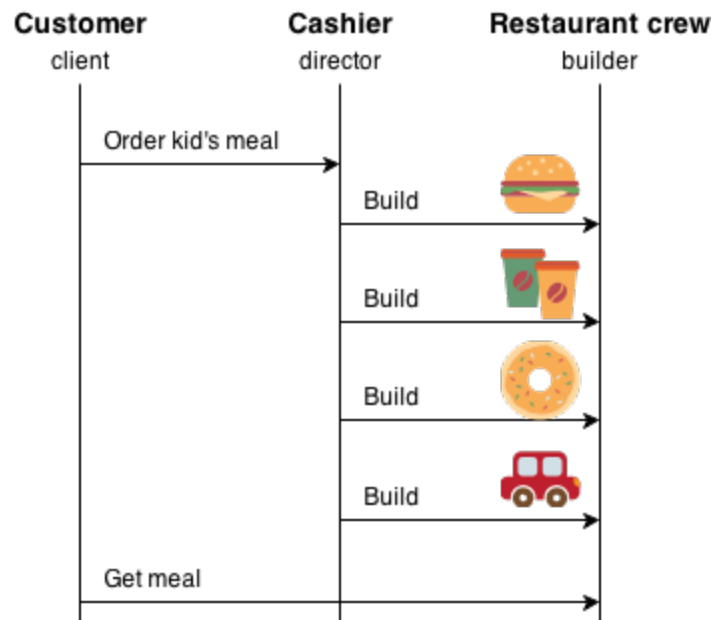 Customer
client
Cashier
director
Restaurant crew
builder
Order kid's meal
Build
Build
Build
Build
Get meal